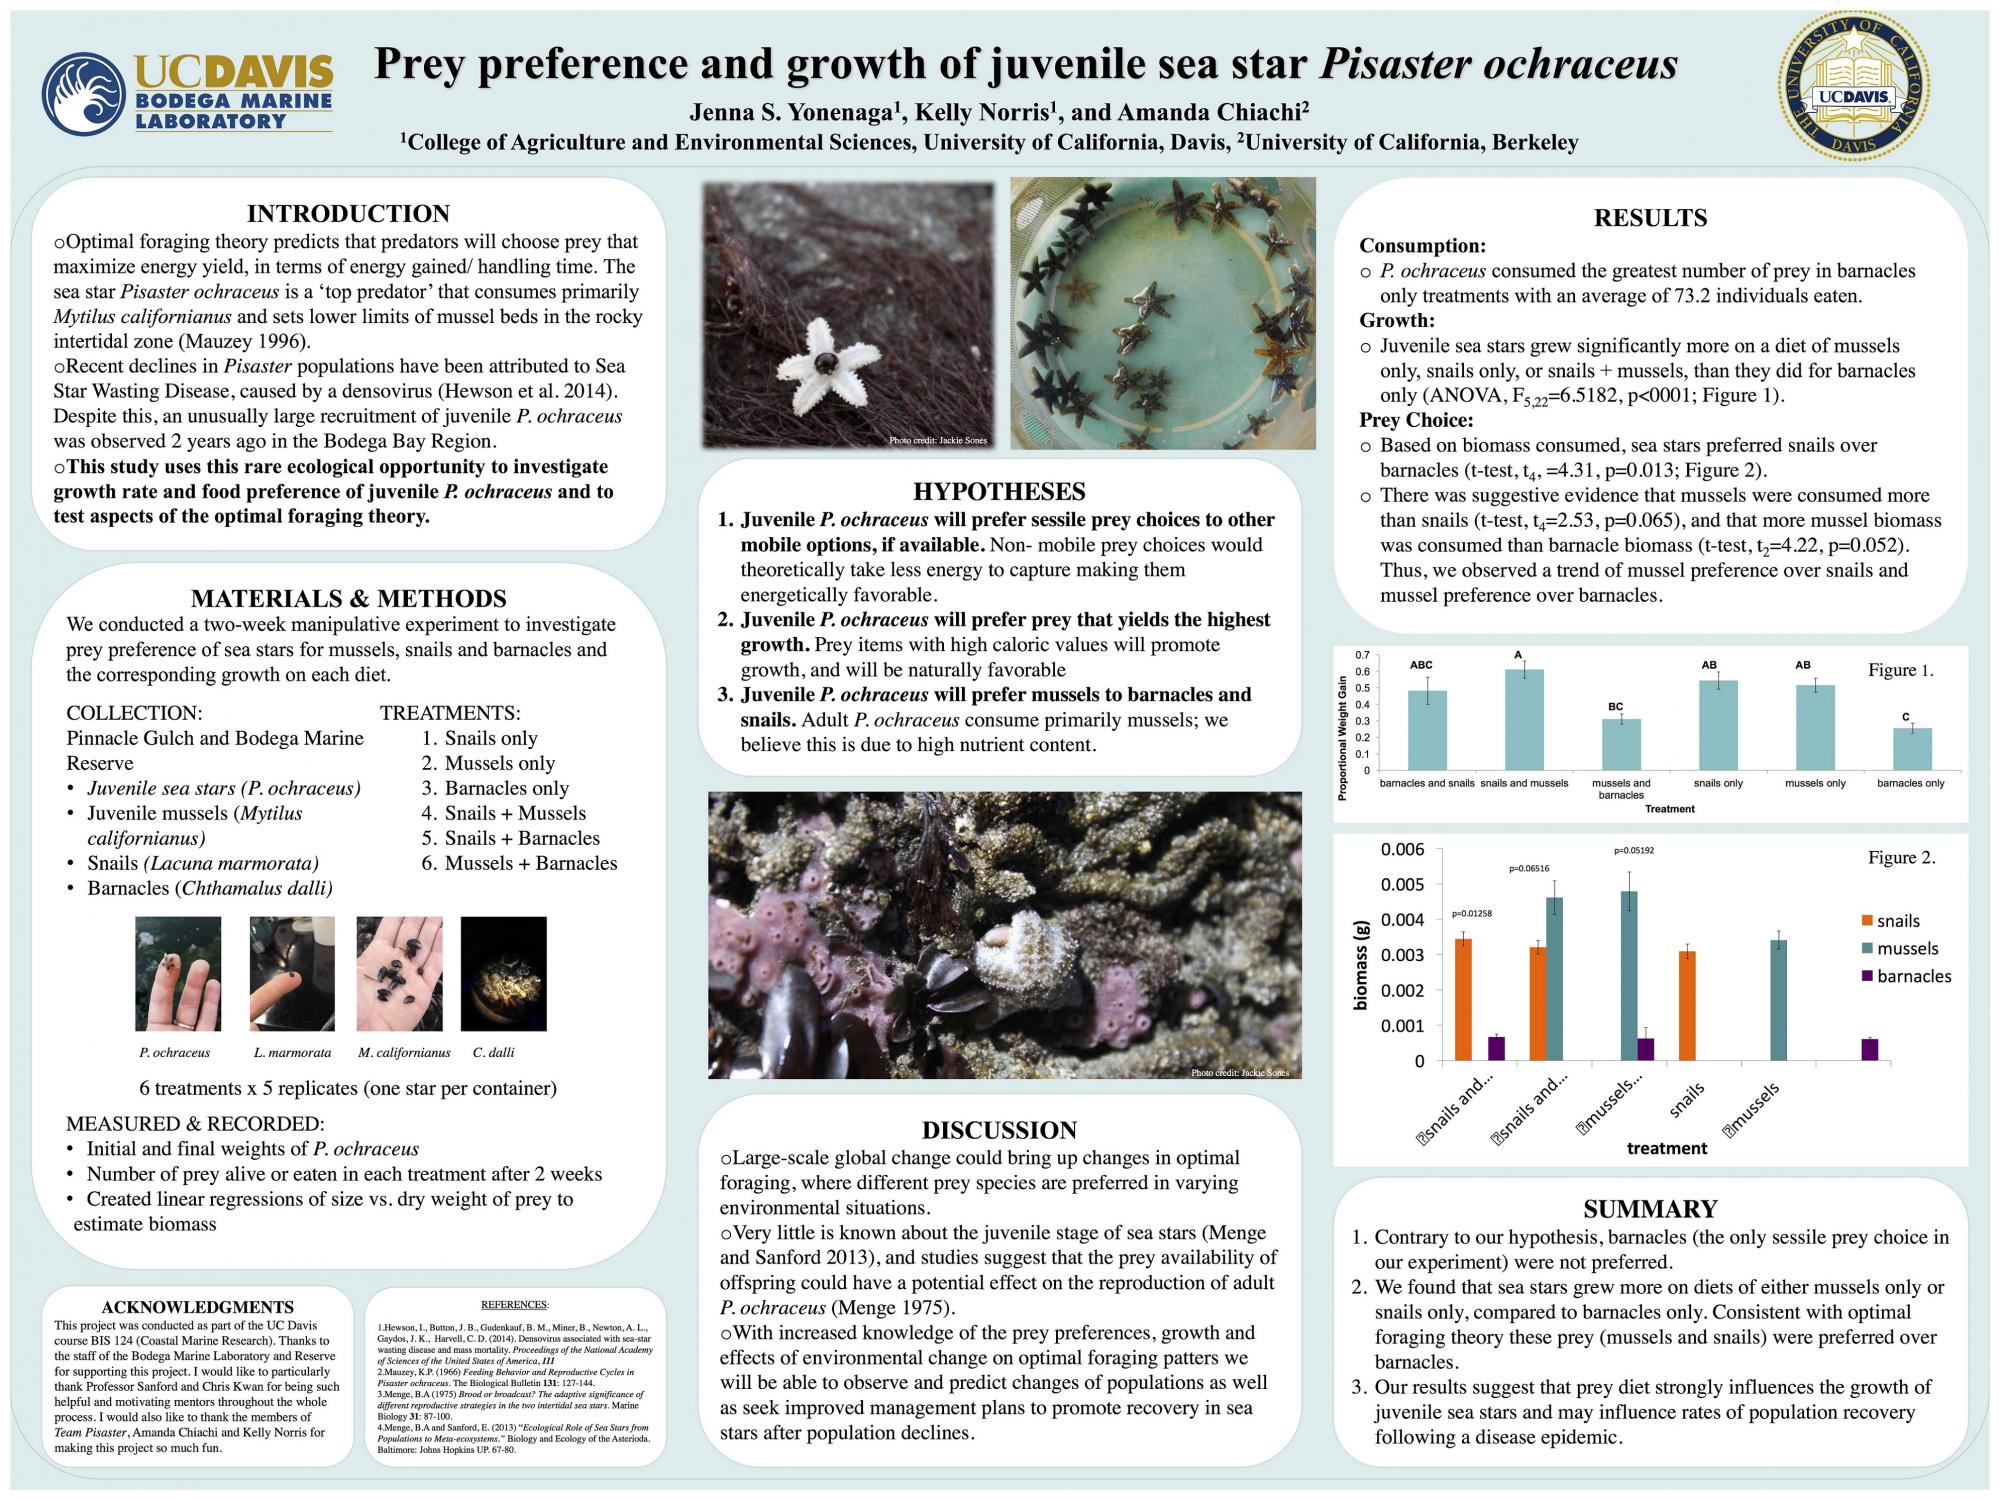 UCDAVIS
BODEGA MARINE
LABORATORY
Prey preference and growth of juvenile sea star Pisaster ochraceus
Jenna S. Yonenaga1, Kelly Norris1, and Amanda Chiachi2
1College of Agriculture and Environmental Sciences, University of California, Davis, 2University of California, Berkeley
THE UNIVERSITY OF CALIFORNIA
UCDAVIS
DAVIS
INTRODUCTION
oOptimal foraging theory predicts that predators will choose prey that
maximize energy yield, in terms of energy gained/ handling time. The
sea star Pisaster ochraceus is a ‘top predator’ that consumes primarily
Mytilus californianus and sets lower limits of mussel beds in the rocky
intertidal zone (Mauzey 1996).
oRecent declines in Pisaster populations have been attributed to Sea
Star Wasting Disease, caused by a densovirus (Hewson et al. 2014).
Despite this, an unusually large recruitment of juvenile P. ochraceus
was observed 2 years ago in the Bodega Bay Region.
oThis study uses this rare ecological opportunity to investigate
growth rate and food preference of juvenile P. ochraceus and to
test aspects of the optimal foraging theory.
MATERIALS & METHODS
We conducted a two-week manipulative experiment to investigate
prey preference of sea stars for mussels, snails and barnacles and
the corresponding growth on each diet.
COLLECTION:
Pinnacle Gulch and Bodega Marine
Reserve
• Juvenile sea stars (P. ochraceus)
• Juvenile mussels (Mytilus
californianus)
• Snails (Lacuna marmorata)
• Barnacles (Chthamalus dalli)
TREATMENTS:
1. Snails only
2. Mussels only
3. Barnacles only
4. Snails + Mussels
5. Snails + Barnacles
6. Mussels + Barnacles
P. ochraceus
L. marmorata
M. californianus
C. dalli
6 treatments x 5 replicates (one star per container)
MEASURED & RECORDED:
• Initial and final weights of P. ochraceus
• Number of prey alive or eaten in each treatment after 2 weeks
• Created linear regressions of size vs. dry weight of prey to
estimate biomass
ACKNOWLEDGMENTS
This project was conducted as part of the UC Davis
course BIS 124 (Coastal Marine Research). Thanks to
the staff of the Bodega Marine Laboratory and Reserve
for supporting this project. I would like to particularly
thank Professor Sanford and Chris Kwan for being such
helpful and motivating mentors throughout the whole
process. I would also like to thank the members of
Team Pisaster, Amanda Chiachi and Kelly Norris for
making this project so much fun.
REFERENCES:
1.Hewson, I., Button, J. B., Gudenkauf, B. M., Miner, B., Newton, A. L.,
Gaydos, J. K., Harvell, C. D. (2014). Densovirus associated with sea-star
wasting disease and mass mortality. Proceedings of the National Academy
of Sciences of the United States of America, 111
2.Mauzey, K.P. (1966) Feeding Behavior and Reproductive Cycles in
Pisaster ochraceus. The Biological Bulletin 131: 127-144.
3.Menge, B.A (1975) Brood or broadcast? The adaptive significance of
different reproductive strategies in the two intertidal sea stars. Marine
Biology 31: 87-100.
4.Menge, B.A and Sanford, E. (2013) “Ecological Role of Sea Stars from
Populations to Meta-ecosystems.” Biology and Ecology of the Asterioda.
Baltimore: Johns Hopkins UP. 67-80.
Photo credit: Jackie Sones
HYPOTHESES
1. Juvenile P. ochraceus will prefer sessile prey choices to other
mobile options, if available. Non- mobile prey choices would
theoretically take less energy to capture making them
energetically favorable.
2. Juvenile P. ochraceus will prefer prey that yields the highest
growth. Prey items with high caloric values will promote
growth, and will be naturally favorable
3. Juvenile P. ochraceus will prefer mussels to barnacles and
snails. Adult P. ochraceus consume primarily mussels; we
believe this is due to high nutrient content.
Photo credit: Jackie Sones
DISCUSSION
oLarge-scale global change could bring up changes in optimal
foraging, where different prey species are preferred in varying
environmental situations.
oVery little is known about the juvenile stage of sea stars (Menge
and Sanford 2013), and studies suggest that the prey availability of
offspring could have a potential effect on the reproduction of adult
P. ochraceus (Menge 1975).
oWith increased knowledge of the prey preferences, growth and
effects of environmental change on optimal foraging patters we
will be able to observe and predict changes of populations as well
as seek improved management plans to promote recovery in sea
stars after population declines.
RESULTS
Consumption:
o P. ochraceus consumed the greatest number of prey in barnacles
only treatments with an average of 73.2 individuals eaten.
Growth:
o Juvenile sea stars grew significantly more on a diet of mussels
only, snails only, or snails + mussels, than they did for barnacles
only (ANOVA, F5,22=6.5182, p<0001; Figure 1).
Prey Choice:
o Based on biomass consumed, sea stars preferred snails over
barnacles (t-test, t4, =4.31, p=0.013; Figure 2).
o There was suggestive evidence that mussels were consumed more
than snails (t-test, t4=2.53, p=0.065), and that more mussel biomass
was consumed than barnacle biomass (t-test, t2=4.22, p=0.052).
Thus, we observed a trend of mussel preference over snails and
mussel preference over barnacles.
Figure 1.
Proportional Weight Gain
0.7
0.6
0.5
0.4
0.3
0.2
0.1
0
ABC
A
BC
AB
AB
C
barnacles and snails
snails and mussels
mussels and
barnacles
snails only
mussels only
barnacles only
Treatment
Figure 2.
biomass (g)
0.006
0.005
0.004
0.003
0.002
0.001
0
p=0.01258
p=0.06516
p=0.05192
snails
mussels
barnacles
snails and...
snails and...
mussels...
snails
mussels
treatment
SUMMARY
1. Contrary to our hypothesis, barnacles (the only sessile prey choice in
our experiment) were not preferred.
2. We found that sea stars grew more on diets of either mussels only or
snails only, compared to barnacles only. Consistent with optimal
foraging theory these prey (mussels and snails) were preferred over
barnacles.
3. Our results suggest that prey diet strongly influences the growth of
juvenile sea stars and may influence rates of population recovery
following a disease epidemic.